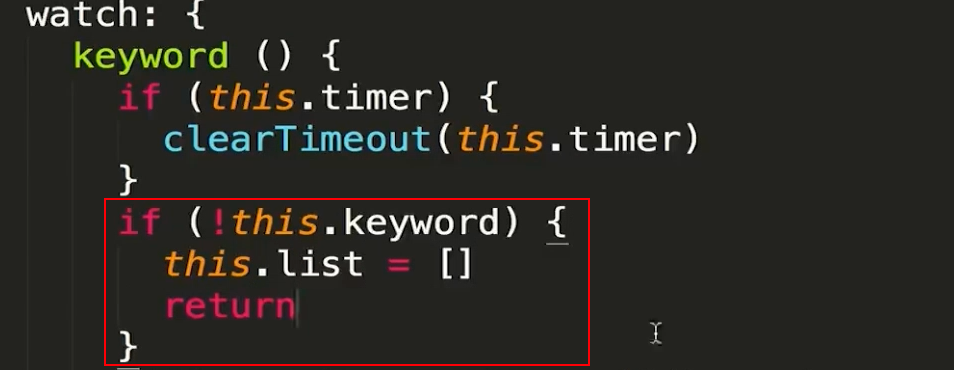 watch: {
keyword () {
if (this.timer) {
clearTimeout(this.timer)
}
if (!this.keyword) {
this.list = []
return
}